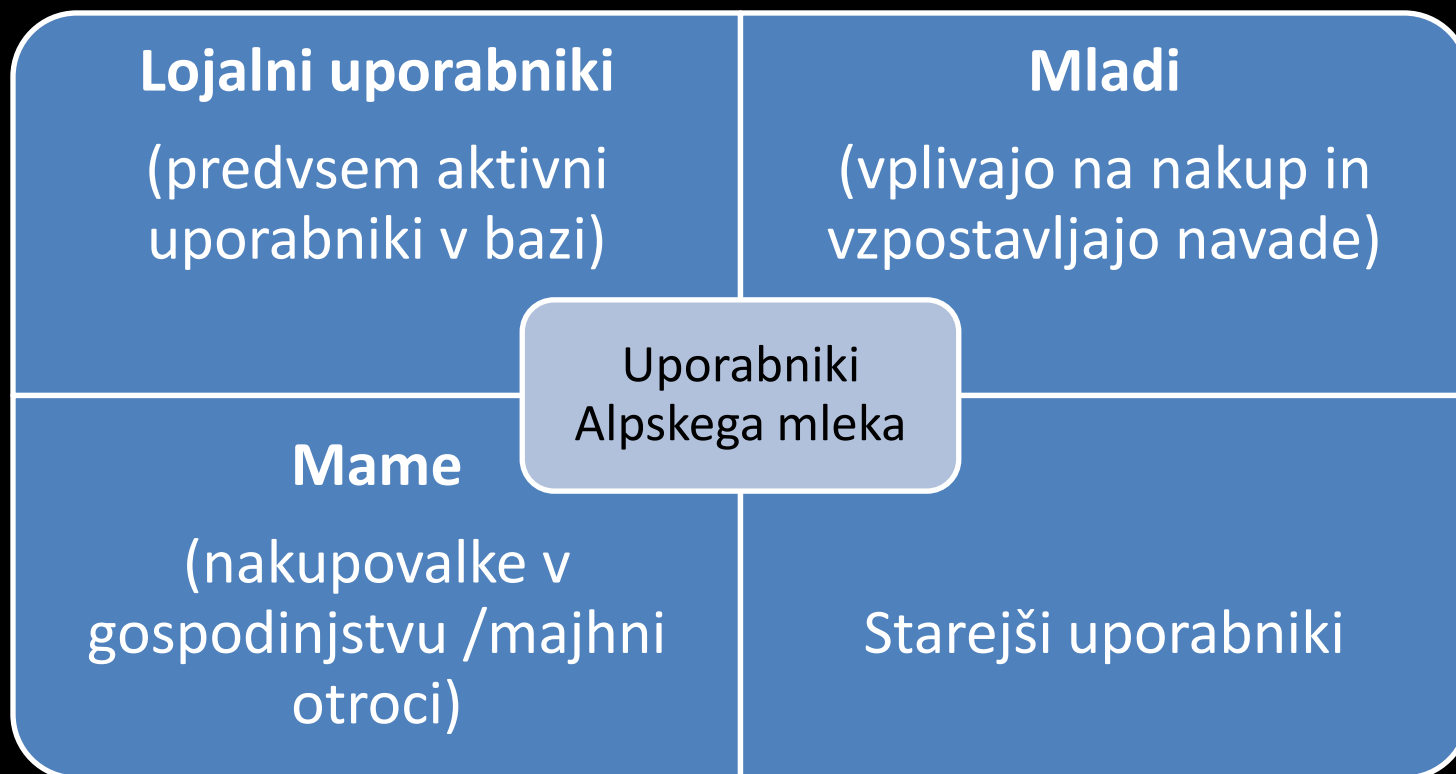 Lojalni uporabniki
(predvsem aktivni
uporabniki v bazi)
Mladi
(vplivajo na nakup in
vzpostavljajo navade)
Uporabniki
Alpskega mleka
Mame
(nakupovalke v
gospodinjstvu /majhni
otroci)
Starejši uporabniki